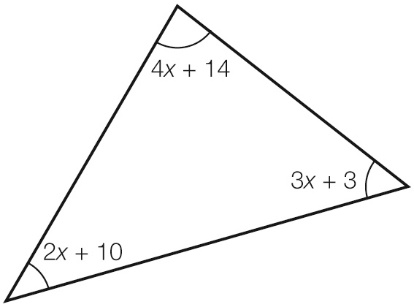 4x + 14
3x + 3
2x + 10